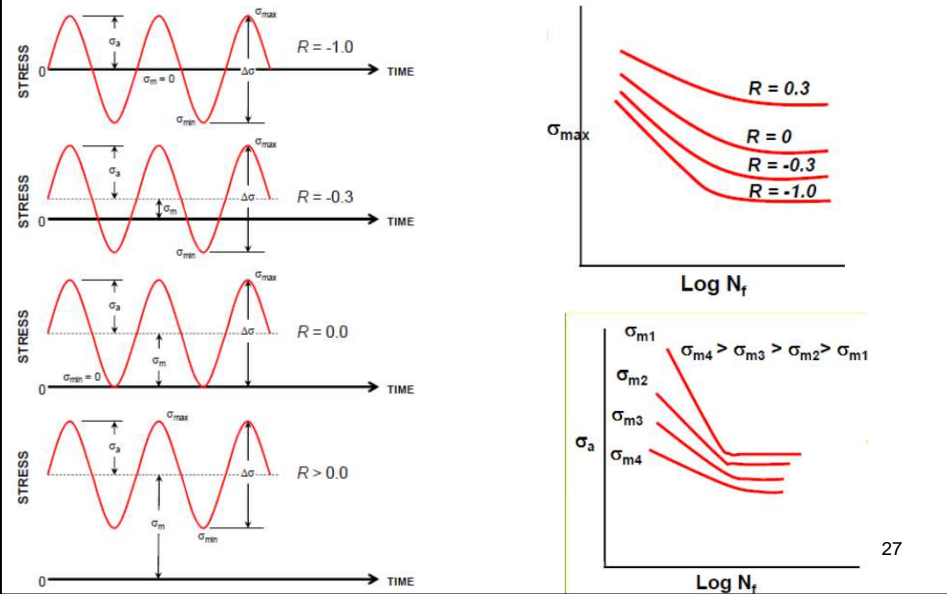 σmax
σa
R = -1.0
STRESS
0
σm = 0
Δσ
TIME
σmin
σmax
σa
STRESS
Δσ
R = -0.3
σm
0
TIME
σmin
σmax
σa
STRESS
Δσ
R = 0.0
σm
σmin = 0
0
TIME
σmax
σa
STRESS
Δσ
R > 0.0
σm
σmin
0
TIME
σmax
R = 0.3
R = 0
R = -0.3
R = -1.0
Log Nf
σm1
σm4 > σm3 > σm2> σm1
σm2
σm3
σa
σm4
Log Nf
27